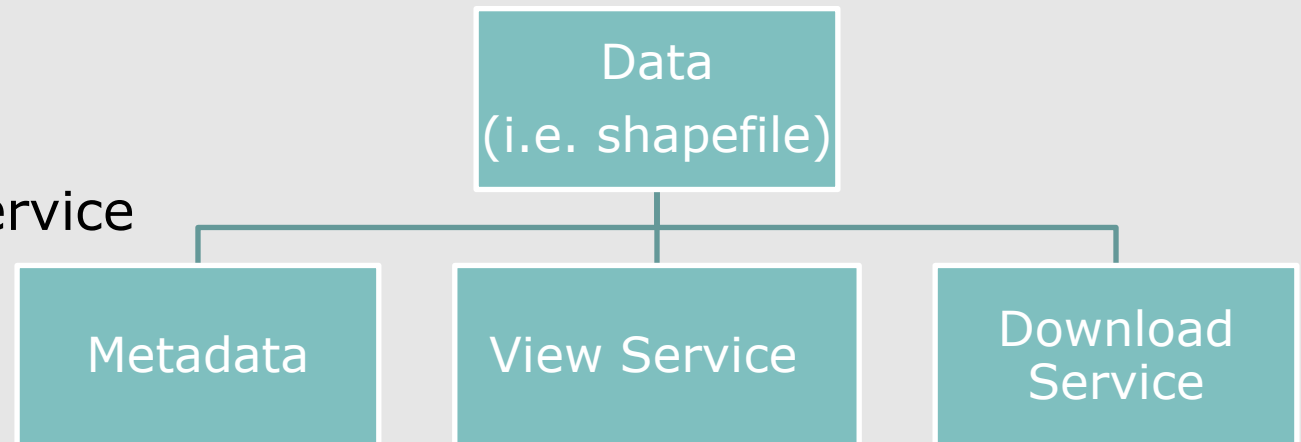 Data
(i.e. shapefile)
ervice
Metadata
View Service
Download
Service